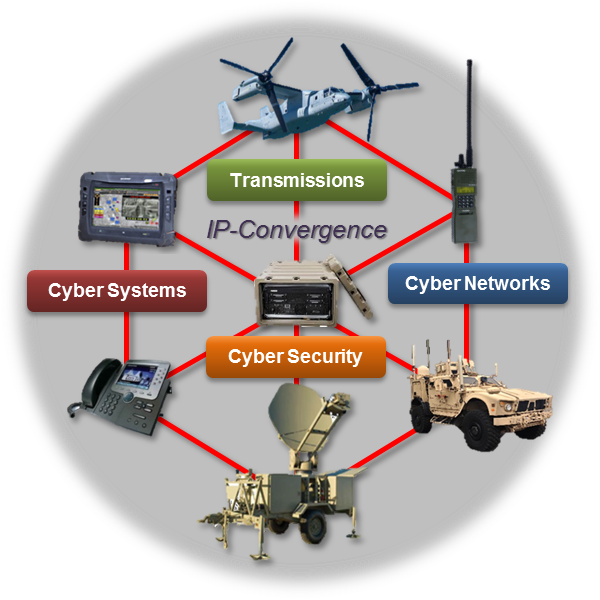 Transmissions
IP-Convergence
Cyber Systems
Cyber Networks
Cyber Security